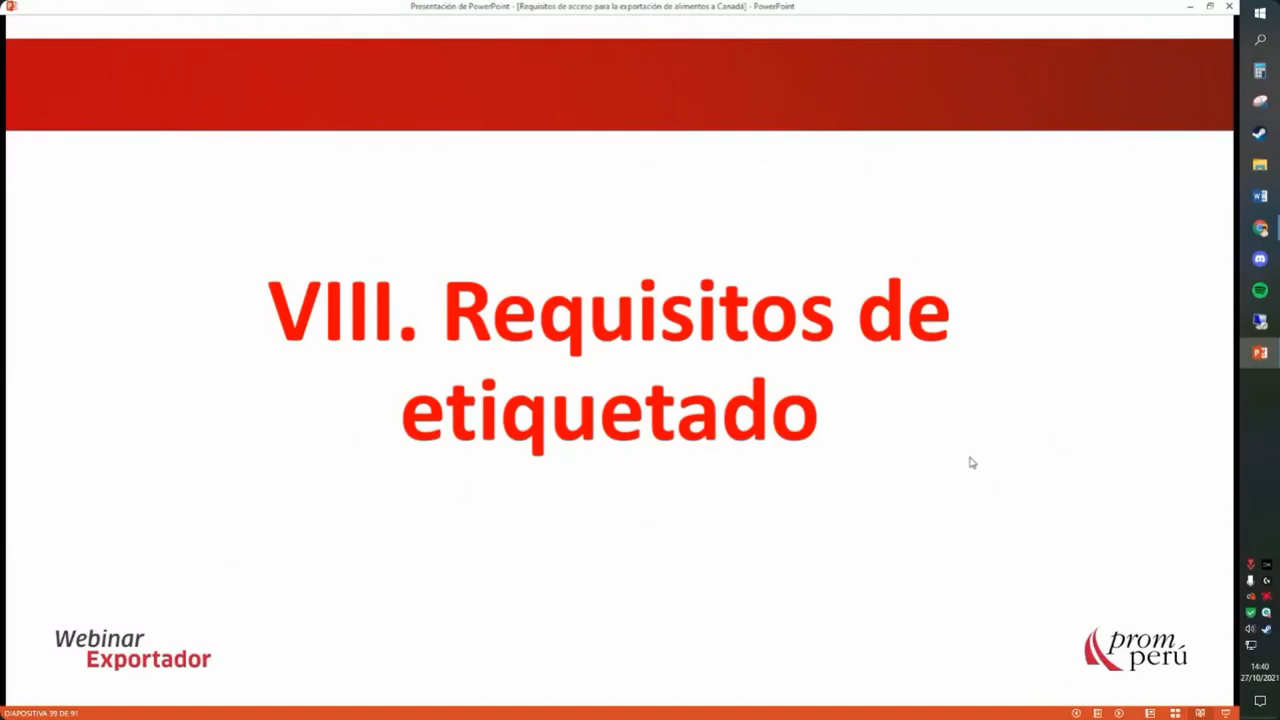 Presentación de PowerPoint - [Requisitos de acceso para la exportación de alimentos a Canadá] - PowerPoint
VIII. Requisitos de
etiquetado
Webinar
Exportador
prom
perú
14:40
27/10/2021
DIAPOSITIVA 39 DE 91